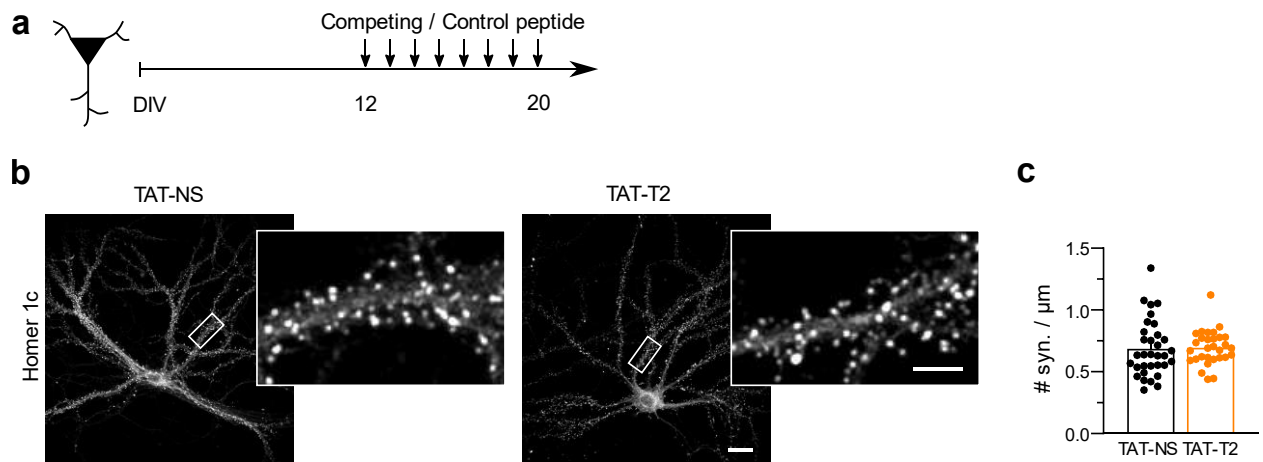 a
Competing / Control peptide
DIV
12
20
b
TAT-NS
TAT-T2
Homer 1c
c
# syn. / µm
1.5
1.0
0.5
0.0
TAT-NS TAT-T2